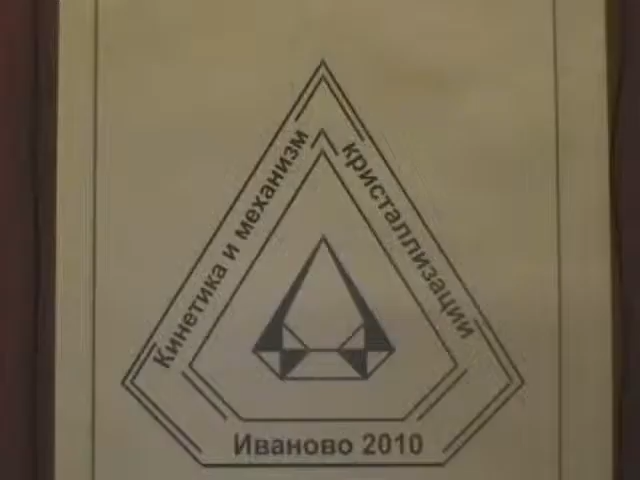 Кинетика и механизм
кристаллизации
Иваново 2010